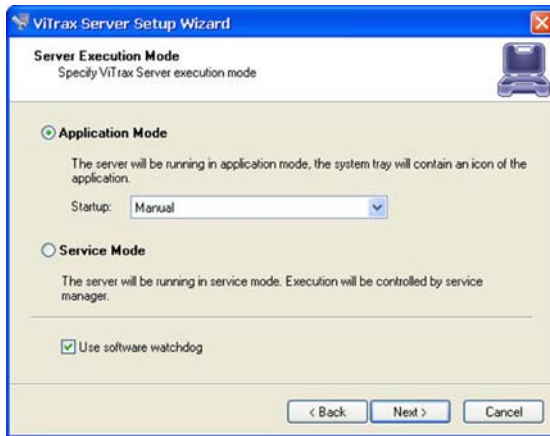 ViTrax Server Setup Wizard
Server Execution Mode
Specify ViTrax Server execution mode
Application Mode
The server will be running in application mode, the system tray will contain an icon of the
application.
Startup: Manual
Service Mode
The server will be running in service mode. Execution will be controlled by service
manager.
Use software watchdog
< Back Next > Cancel